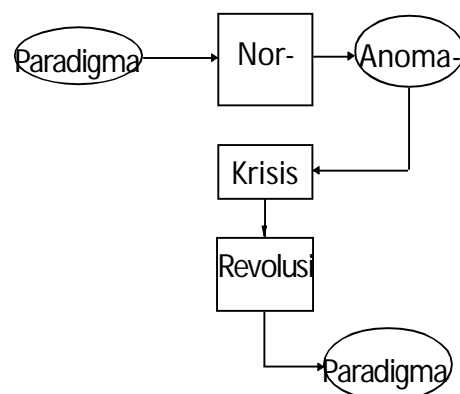 Paradigma
Nor-
Anoma-
Krisis
Revolusi
Paradigma